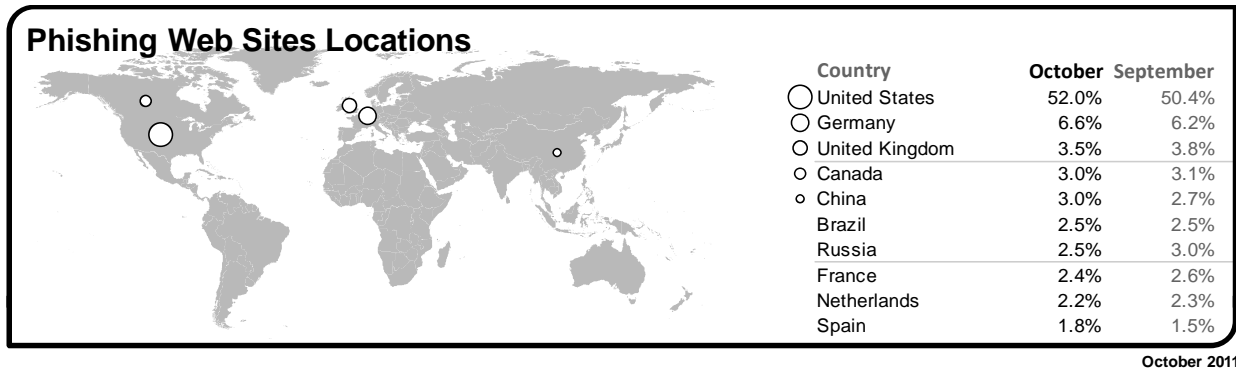 Phishing Web Sites Locations
Country October September
United States 52.0% 50.4%
Germany 6.6% 6.2%
United Kingdom 3.5% 3.8%
Canada 3.0% 3.1%
China 3.0% 2.7%
Brazil 2.5% 2.5%
Russia 2.5% 3.0%
France 2.4% 2.6%
Netherlands 2.2% 2.3%
Spain 1.8% 1.5%
October 2011